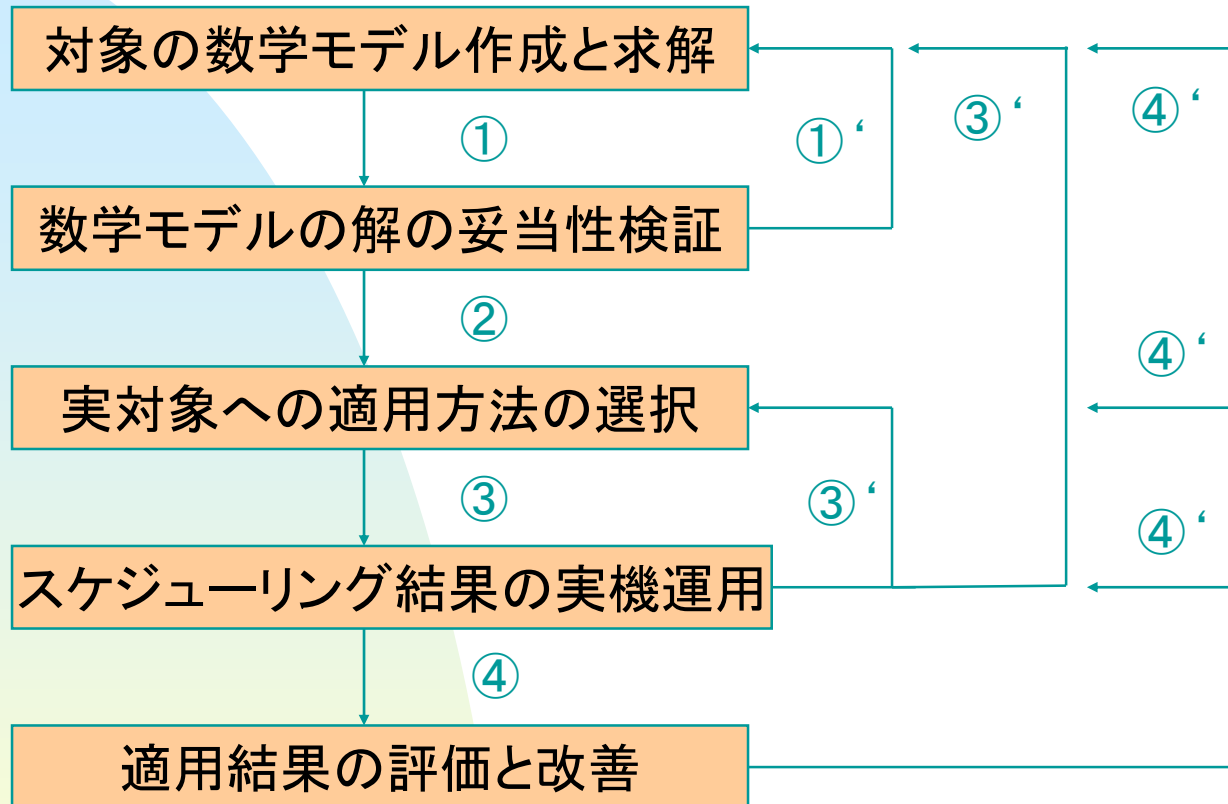 対象の数学モデル作成と求解
①
①‘
③‘
④‘
数学モデルの解の妥当性検証
②
④‘
実対象への適用方法の選択
③
③‘
④‘
スケジューリング結果の実機運用
④
適用結果の評価と改善